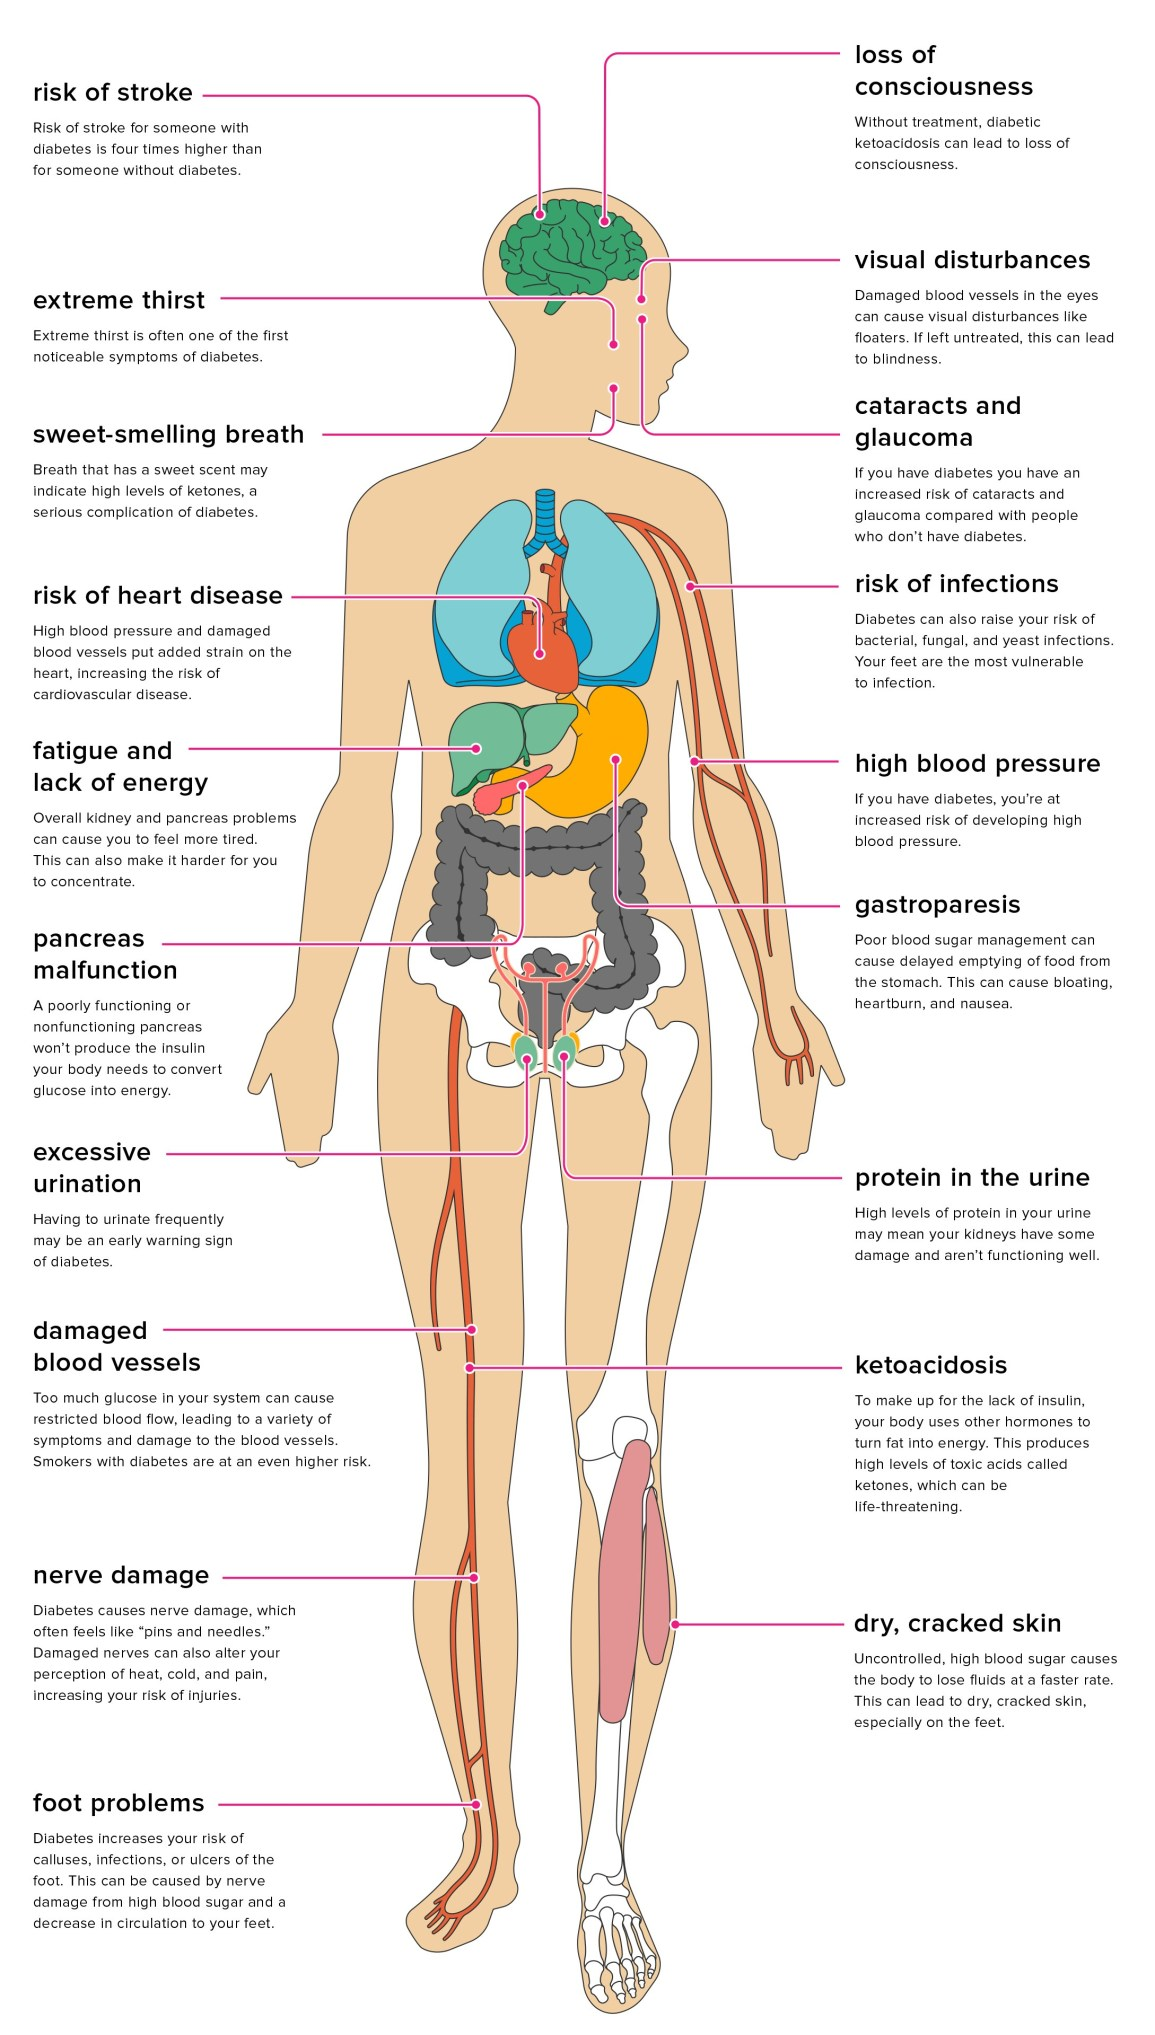 risk of stroke
Risk of stroke for someone with
diabetes is four times higher than
for someone without diabetes.
extreme thirst
Extreme thirst is often one of the first
noticeable symptoms of diabetes.
sweet-smelling breath
Breath that has a sweet scent may
indicate high levels of ketones, a
serious complication of diabetes.
risk of heart disease
High blood pressure and damaged
blood vessels put added strain on the
heart, increasing the risk of
cardiovascular disease.
fatigue and
lack of energy
Overall kidney and pancreas problems
can cause you to feel more tired.
This can also make it harder for you
to concentrate.
pancreas
malfunction
A poorly functioning or
nonfunctioning pancreas
won’t produce the insulin
your body needs to convert
glucose into energy.
excessive
urination
Having to urinate frequently
may be an early warning sign
of diabetes.
damaged
blood vessels
Too much glucose in your system can cause
restricted blood flow, leading to a variety of
symptoms and damage to the blood vessels.
Smokers with diabetes are at an even higher risk.
nerve damage
Diabetes causes nerve damage, which
often feels like “pins and needles.”
Damaged nerves can also alter your
perception of heat, cold, and pain,
increasing your risk of injuries.
foot problems
Diabetes increases your risk of
calluses, infections, or ulcers of the
foot. This can be caused by nerve
damage from high blood sugar and a
decrease in circulation to your feet.
loss of
consciousness
Without treatment, diabetic
ketoacidosis can lead to loss of
consciousness.
visual disturbances
Damaged blood vessels in the eyes
can cause visual disturbances like
floaters. If left untreated, this can lead
to blindness.
cataracts and
glaucoma
If you have diabetes you have an
increased risk of cataracts and
glaucoma compared with people
who don’t have diabetes.
risk of infections
Diabetes can also raise your risk of
bacterial, fungal, and yeast infections.
Your feet are the most vulnerable
to infection.
high blood pressure
If you have diabetes, you’re at
increased risk of developing high
blood pressure.
gastroparesis
Poor blood sugar management can
cause delayed emptying of food from
the stomach. This can cause bloating,
heartburn, and nausea.
protein in the urine
High levels of protein in your urine
may mean your kidneys have some
damage and aren’t functioning well.
ketoacidosis
To make up for the lack of insulin,
your body uses other hormones to
turn fat into energy. This produces
high levels of toxic acids called
ketones, which can be
life-threatening.
dry, cracked skin
Uncontrolled, high blood sugar causes
the body to lose fluids at a faster rate.
This can lead to dry, cracked skin,
especially on the feet.